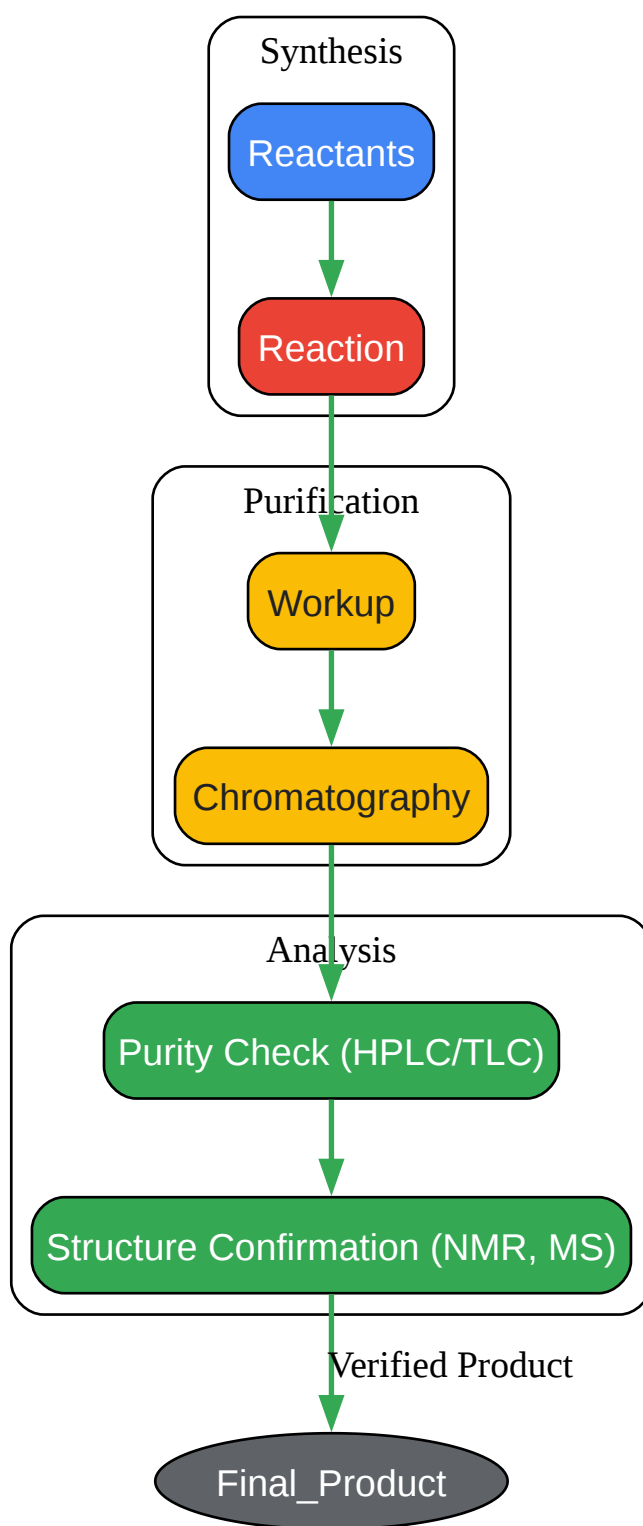 Synthesis
Reactants
Reaction
Purification
Workup
Chromatography
Analysis
Purity Check (HPLC/TLC)
Structure Confirmation (NMR, MS)
Verified Product
Final_Product